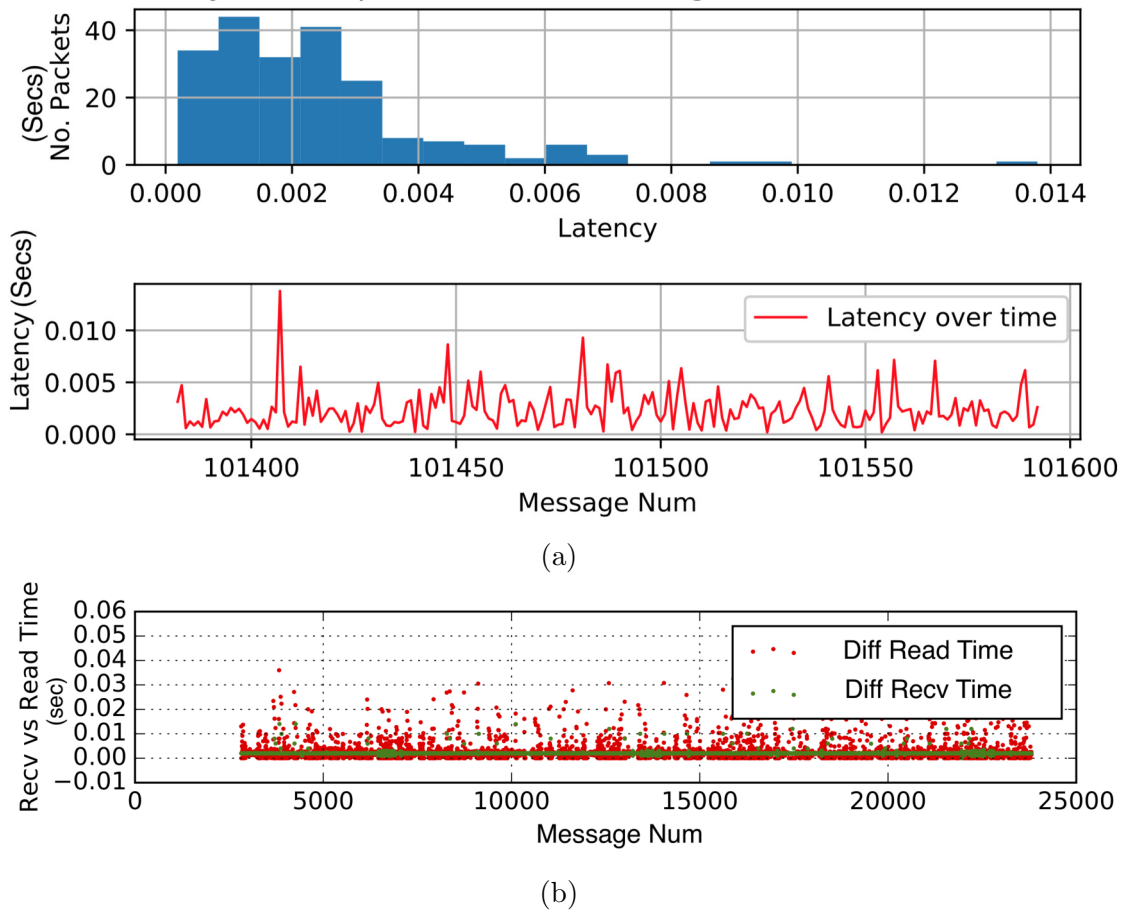 (Secs)
No. Packets
40
20
0
0.000 0.002 0.004 0.006 0.008 0.010 0.012 0.014
Latency
Latency (Secs)
0.010
0.005
0.000
Latency over time
101400 101450 101500 101550 101600
Message Num
(a)
Recv vs Read Time
(sec)
0.06
0.05
0.04
0.03
0.02
0.01
0.00
−0.01
Diff Read Time
Diff Recv Time
0 5000 10000 15000 20000 25000
Message Num
(b)